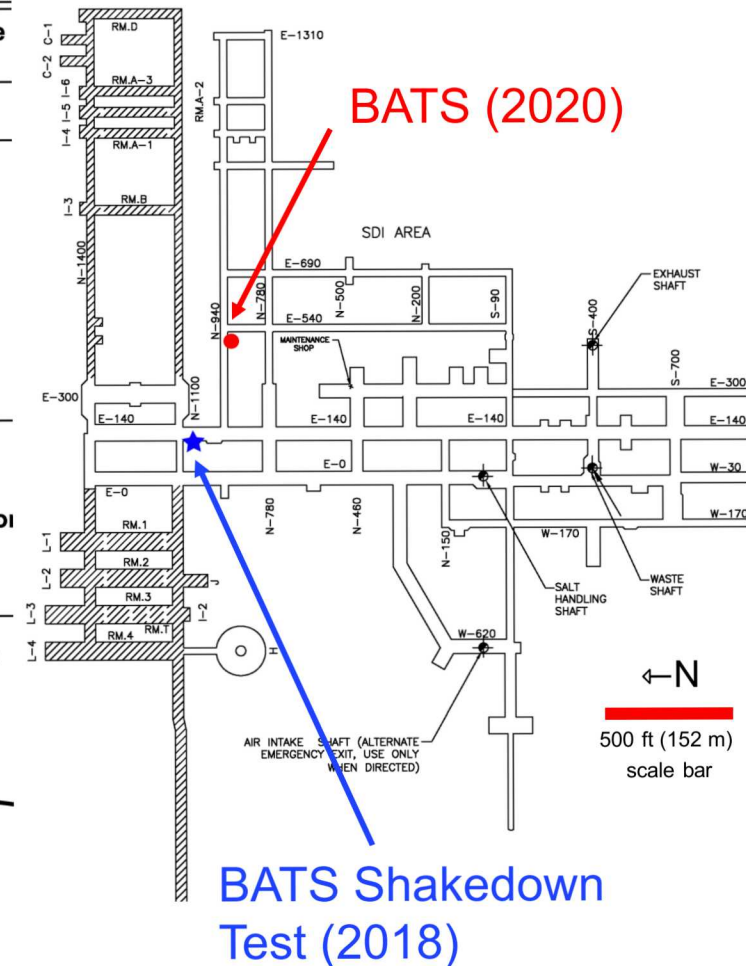 e
RM.D
C-1
C-2
RM.A-3
I-6
I-5
I-4
RM.A-1
RM.B
I-3
N-1400
E-1310
RM.A-2
BATS (2020)
SDI AREA
E-690
N-940
N-780
N-500
N-200
S-90
E-540
MAINTENANCE
SHOP
EXHAUST
SHAFT
S-400
S-700
E-300
N-1100
E-300
E-140
E-140
E-140
E-140
E-0
W-30
E-0
W-170
RM.1
L-1
N-780
N-460
N-150
W-170
RM.2
L-2
J
RM.3
L-3
I-2
RM.T
RM.4
L-4
H
W-620
SALT
HANDLING
SHAFT
WASTE
SHAFT
N
500 ft (152 m)
scale bar
AIR INTAKE SHAFT (ALTERNATE
EMERGENCY EXIT, USE ONLY
WHEN DIRECTED)
BATS Shakedown
Test (2018)